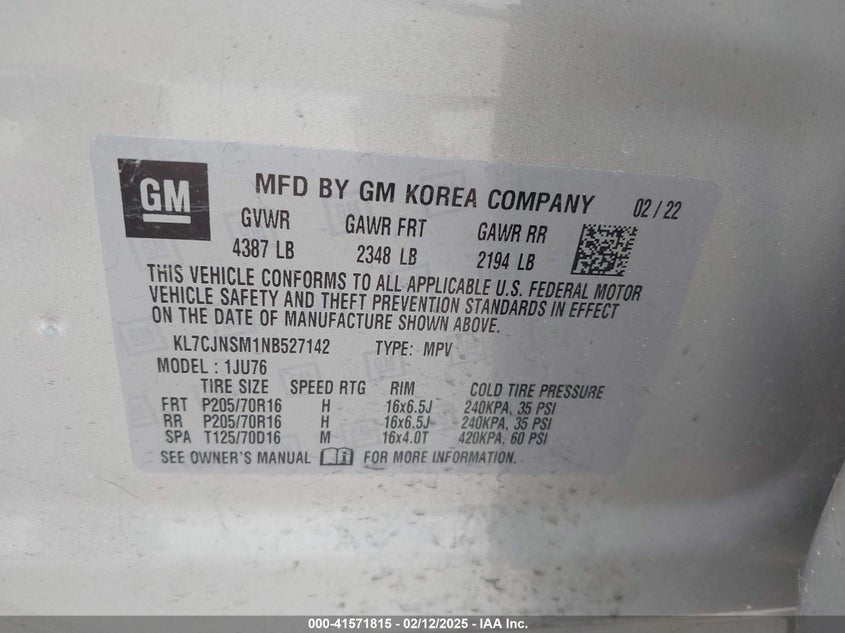 GM
MFD BY GM KOREA COMPANY 02 / 22
GVWR GAWR FRT GAWR RR
4387 LB 2348 LB 2194 LB
THIS VEHICLE CONFORMS TO ALL APPLICABLE U.S. FEDERAL MOTOR
VEHICLE SAFETY AND THEFT PREVENTION STANDARDS IN EFFECT
ON THE DATE OF MANUFACTURE SHOWN ABOVE.
KL7CJNSM1NB527142 TYPE: MPV
MODEL : 1JU76
TIRE SIZE SPEED RTG RIM COLD TIRE PRESSURE
FRT P205/70R16 H 16x6.5J 240KPA, 35 PSI
RR P205/70R16 H 16x6.5J 240KPA, 35 PSI
SPA T125/70D16 M 16x4.0T 420KPA, 60 PSI
SEE OWNER'S MANUAL FOR MORE INFORMATION.
000-41571815 - 02/12/2025 - IAA Inc.